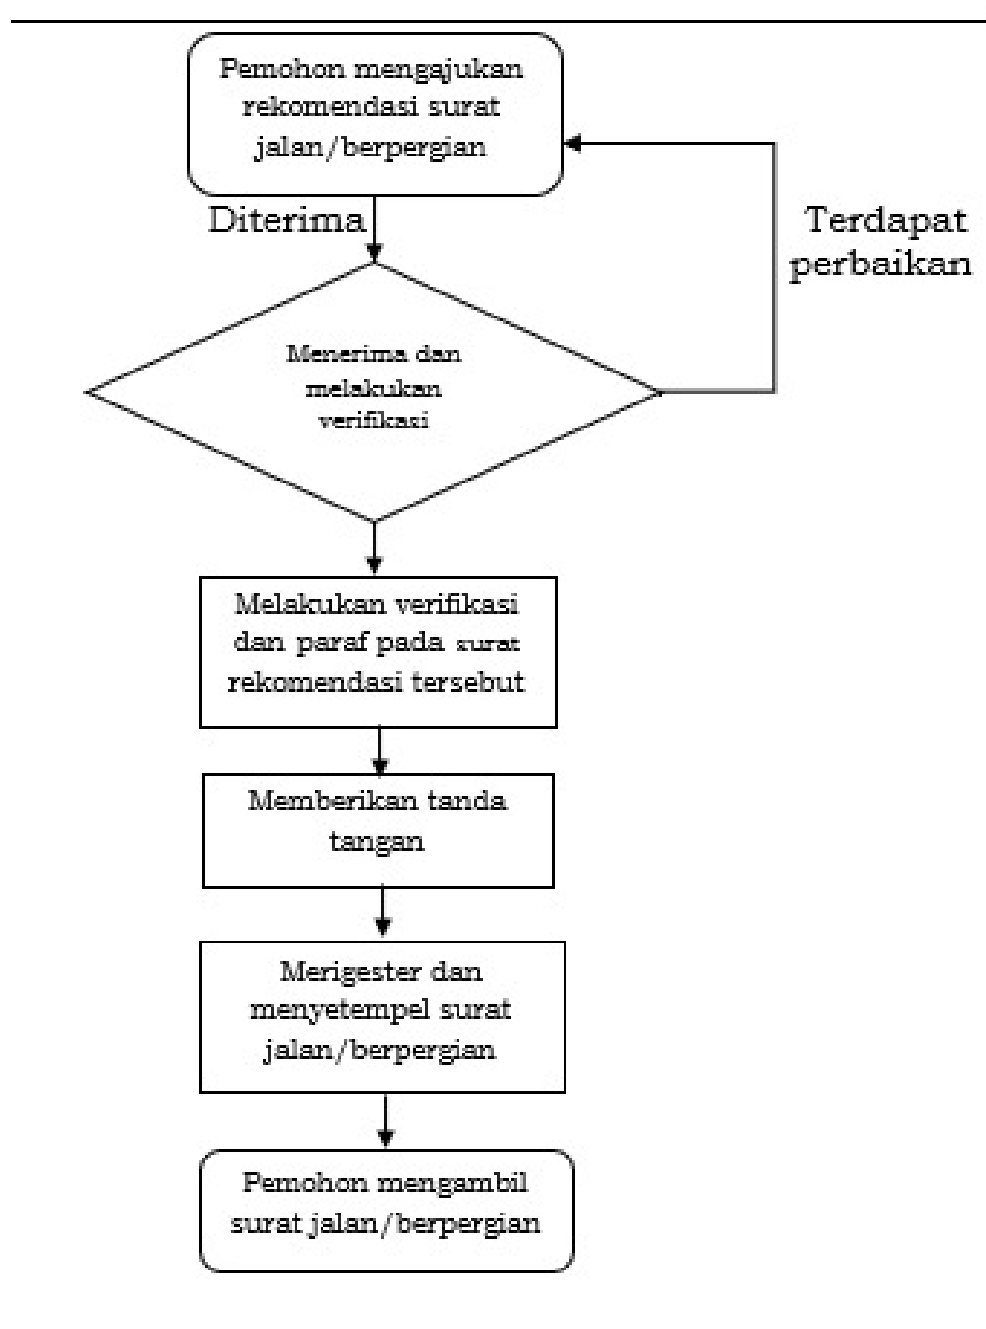 Pemohon mengajukan
rekomendasi surat
jalan/berpergian
Diterima
Terdapat
perbaikan
Menerima dan
melakukan
verifikasi
Melakukan verifikasi
dan paraf pada surat
rekomendasi tersebut
Memberikan tanda
tangan
Merigester dan
menyetempel surat
jalan/berpergian
Pemohon mengambil
surat jalan/berpergian